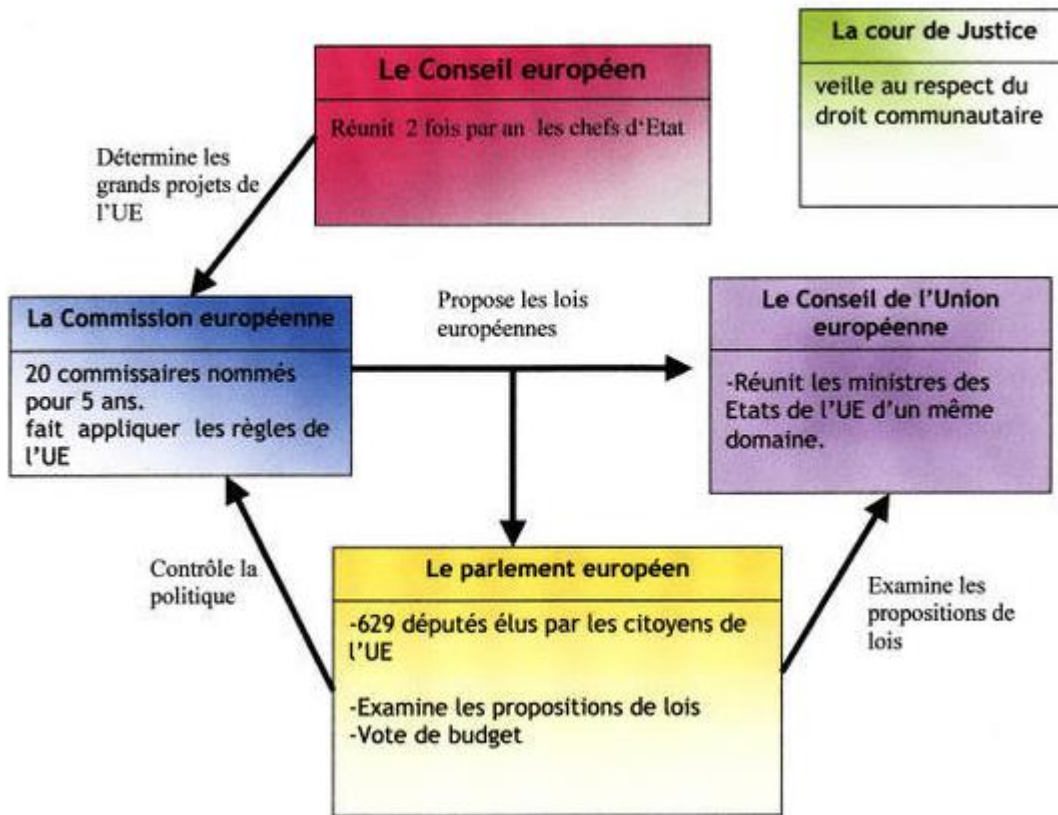 Le Conseil européen
Réunit 2 fois par an les chefs d'Etat
La cour de Justice
veille au respect du
droit communautaire
Détermine les
grands projets de
l'UE
La Commission européenne
20 commissaires nommés
pour 5 ans.
fait appliquer les règles de
l'UE
Propose les lois
européennes
Le Conseil de l'Union
européenne
-Réunit les ministres des
Etats de l'UE d'un même
domaine.
Contrôle la
politique
Le parlement européen
-629 députés élus par les citoyens de
l'UE
-Examine les propositions de lois
-Vote de budget
Examine les
propositions de
lois